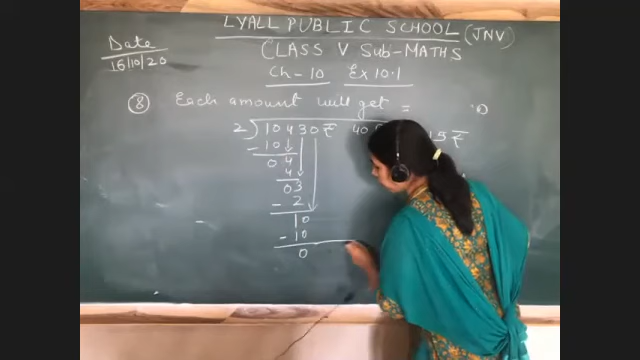 LYALL PUBLIC SCHOOL (JNV)
Date
16/10/20
CLASS V SUB-MATHS
Ch-10 Ex 10.1
⑧ Each amount will get =
2) 10430₹ 40 15₹
- 10
04
4
03
- 2
10
- 10
0